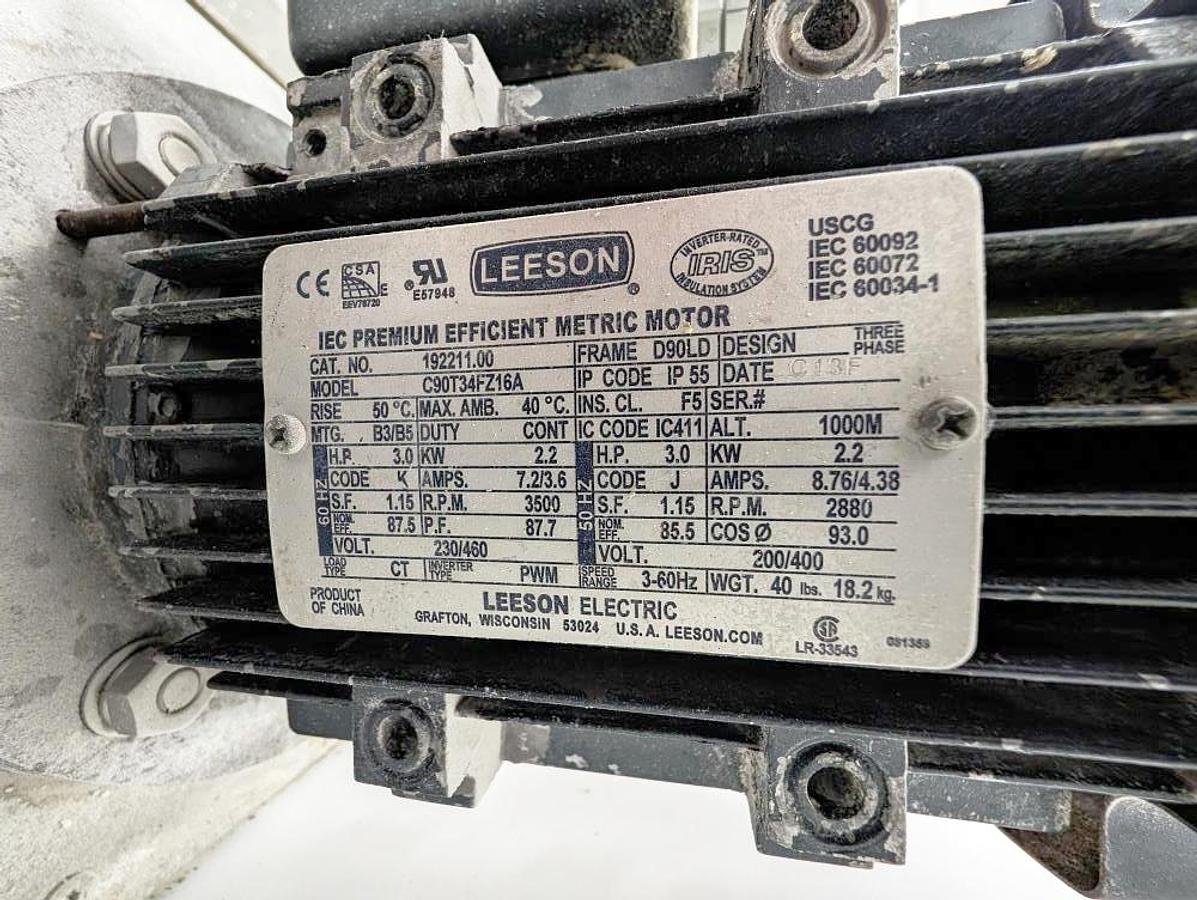 CE CSA E EEV78720 ® RU E57948 LEESON ® INVERTER-RATED IRIS™ INSULATION SYSTEM
USCG
IEC 60092
IEC 60072
IEC 60034-1
IEC PREMIUM EFFICIENT METRIC MOTOR
CAT. NO. 192211.00 FRAME D90LD DESIGN THREE PHASE
MODEL C90T34FZ16A IP CODE IP 55 DATE C13F
RISE 50 °C. MAX. AMB. 40 °C. INS. CL. F5 SER.#
MTG. B3/B5 DUTY CONT IC CODE IC411 ALT. 1000M
60 HZ H.P. 3.0 KW 2.2 50 HZ H.P. 3.0 KW 2.2
CODE K AMPS. 7.2/3.6 CODE J AMPS. 8.76/4.38
S.F. 1.15 R.P.M. 3500 S.F. 1.15 R.P.M. 2880
NOM. EFF. 87.5 P.F. 87.7 NOM. EFF. 85.5 COS Ø 93.0
VOLT. 230/460 VOLT. 200/400
LOAD TYPE CT INVERTER TYPE PWM SPEED RANGE 3-60Hz WGT. 40 lbs. 18.2 kg.
PRODUCT OF CHINA
LEESON ELECTRIC
GRAFTON, WISCONSIN 53024 U.S.A. LEESON.COM
LR-33543
081359